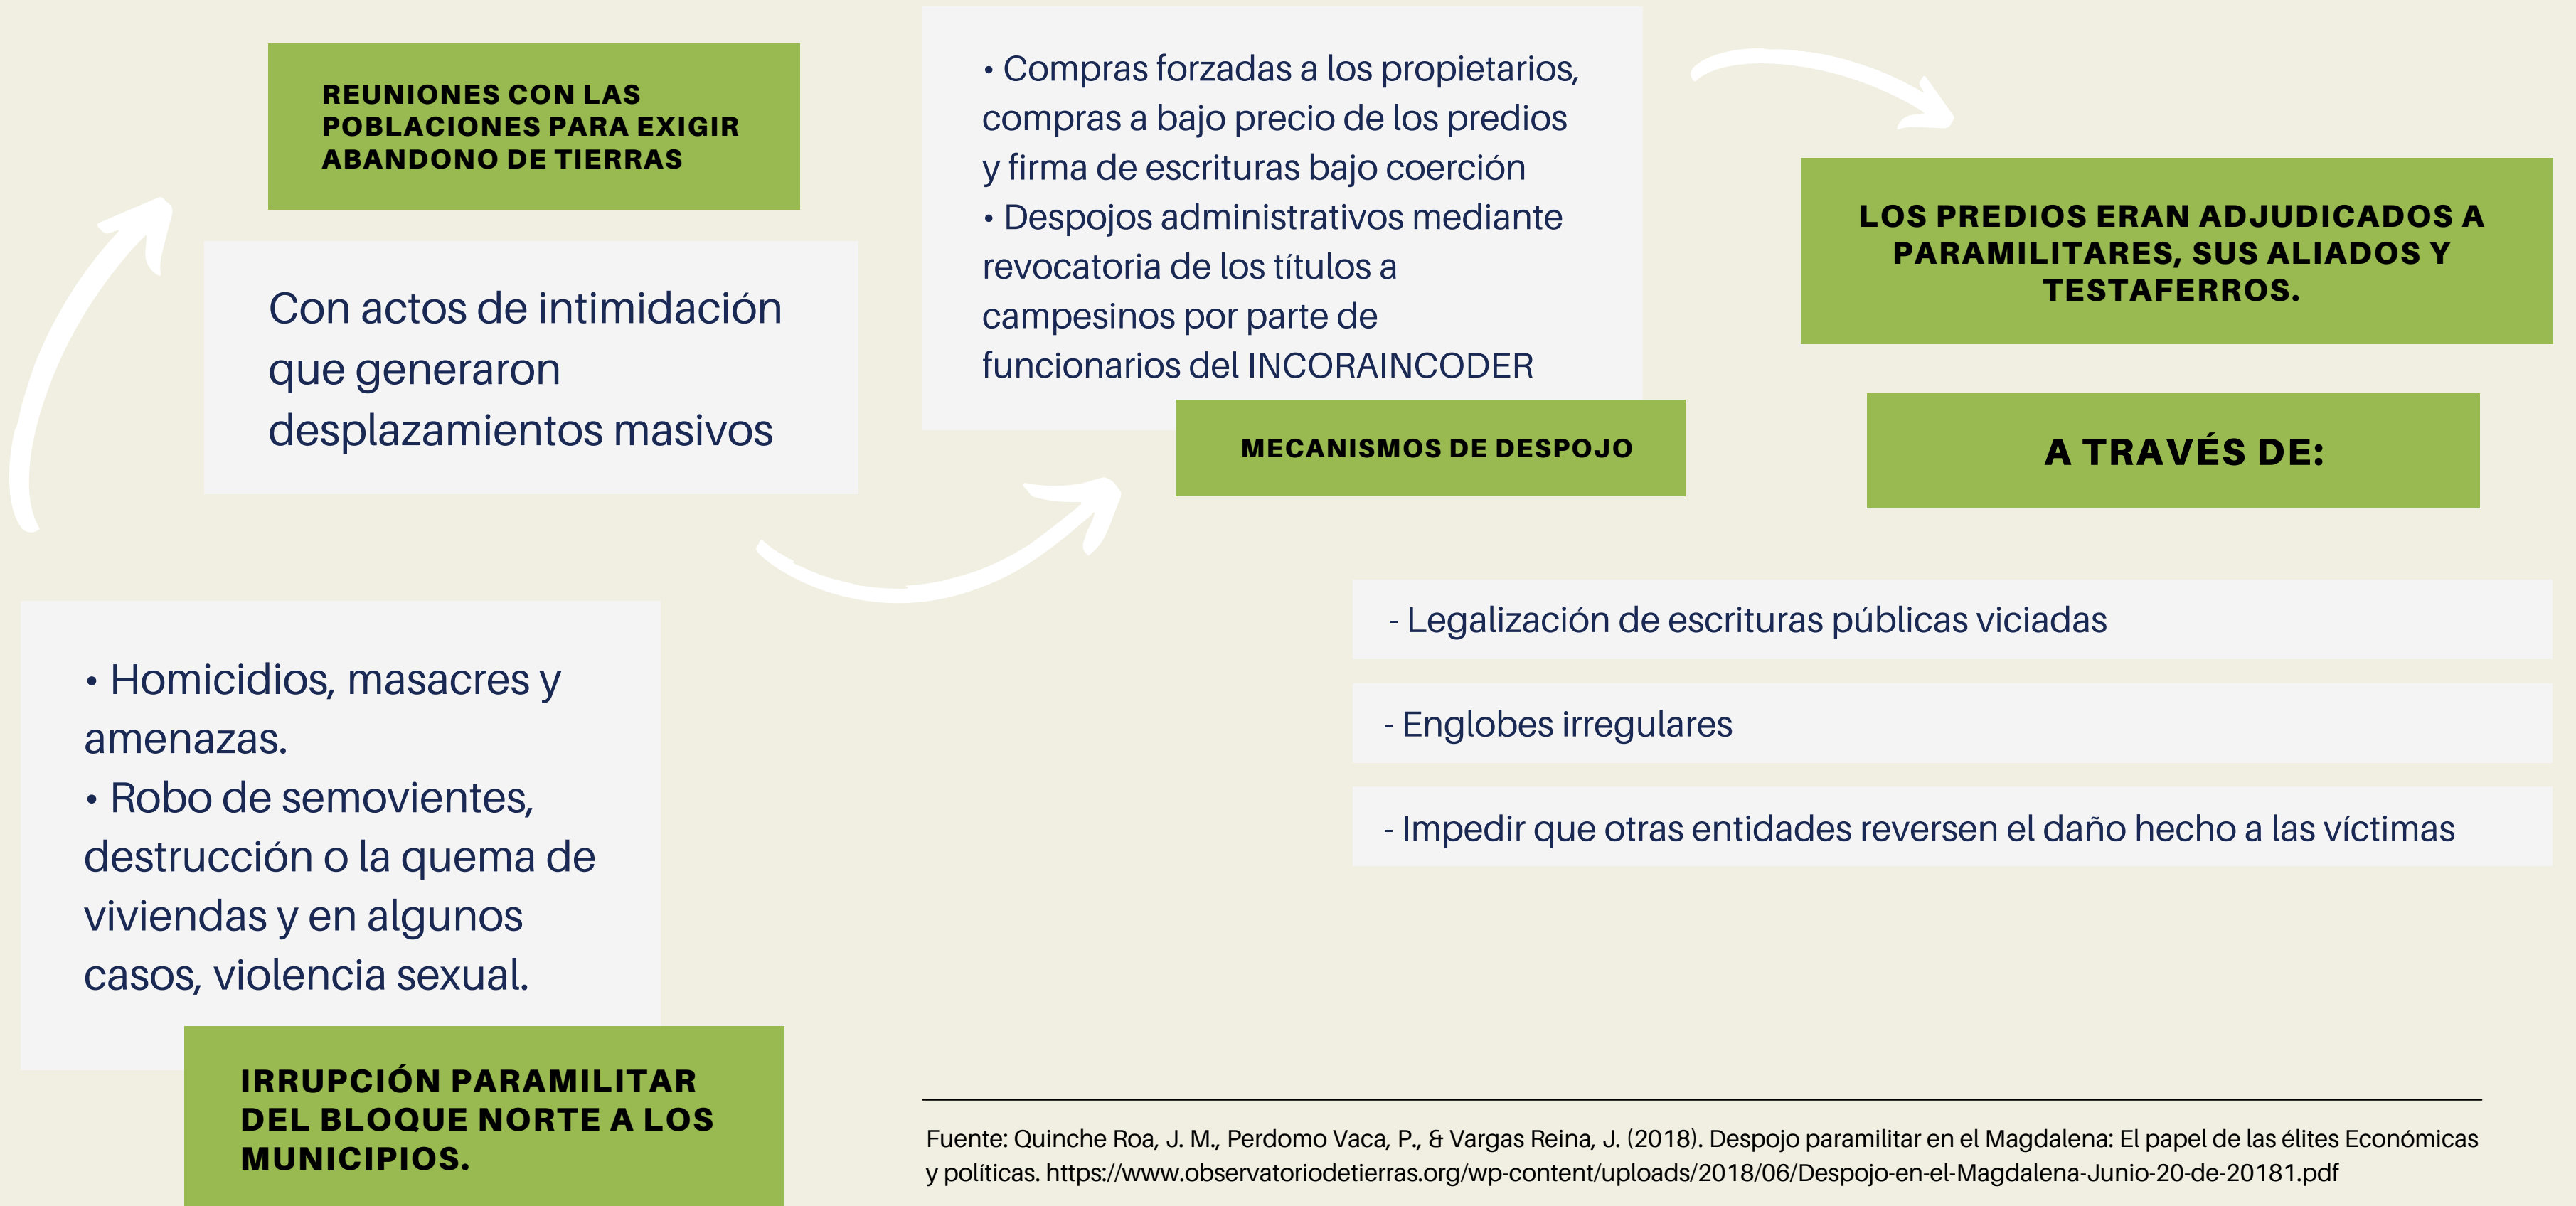 REUNIONES CON LAS
POBLACIONES PARA EXIGIR
ABANDONO DE TIERRAS
Con actos de intimidación
que generaron
desplazamientos masivos
• Homicidios, masacres y
amenazas.
• Robo de semovientes,
destrucción o la quema de
viviendas y en algunos
casos, violencia sexual.
IRRUPCIÓN PARAMILITAR
DEL BLOQUE NORTE A LOS
MUNICIPIOS.
• Compras forzadas a los propietarios,
compras a bajo precio de los predios
y firma de escrituras bajo coerción
• Despojos administrativos mediante
revocatoria de los títulos a
campesinos por parte de
funcionarios del INCORAINCODER
MECANISMOS DE DESPOJO
LOS PREDIOS ERAN ADJUDICADOS A
PARAMILITARES, SUS ALIADOS Y
TESTAFERROS.
A TRAVÉS DE:
- Legalización de escrituras públicas viciadas
- Englobes irregulares
- Impedir que otras entidades reversen el daño hecho a las víctimas
Fuente: Quinche Roa, J. M., Perdomo Vaca, P., & Vargas Reina, J. (2018). Despojo paramilitar en el Magdalena: El papel de las élites Económicas
y políticas. https://www.observatoriodetierras.org/wp-content/uploads/2018/06/Despojo-en-el-Magdalena-Junio-20-de-20181.pdf